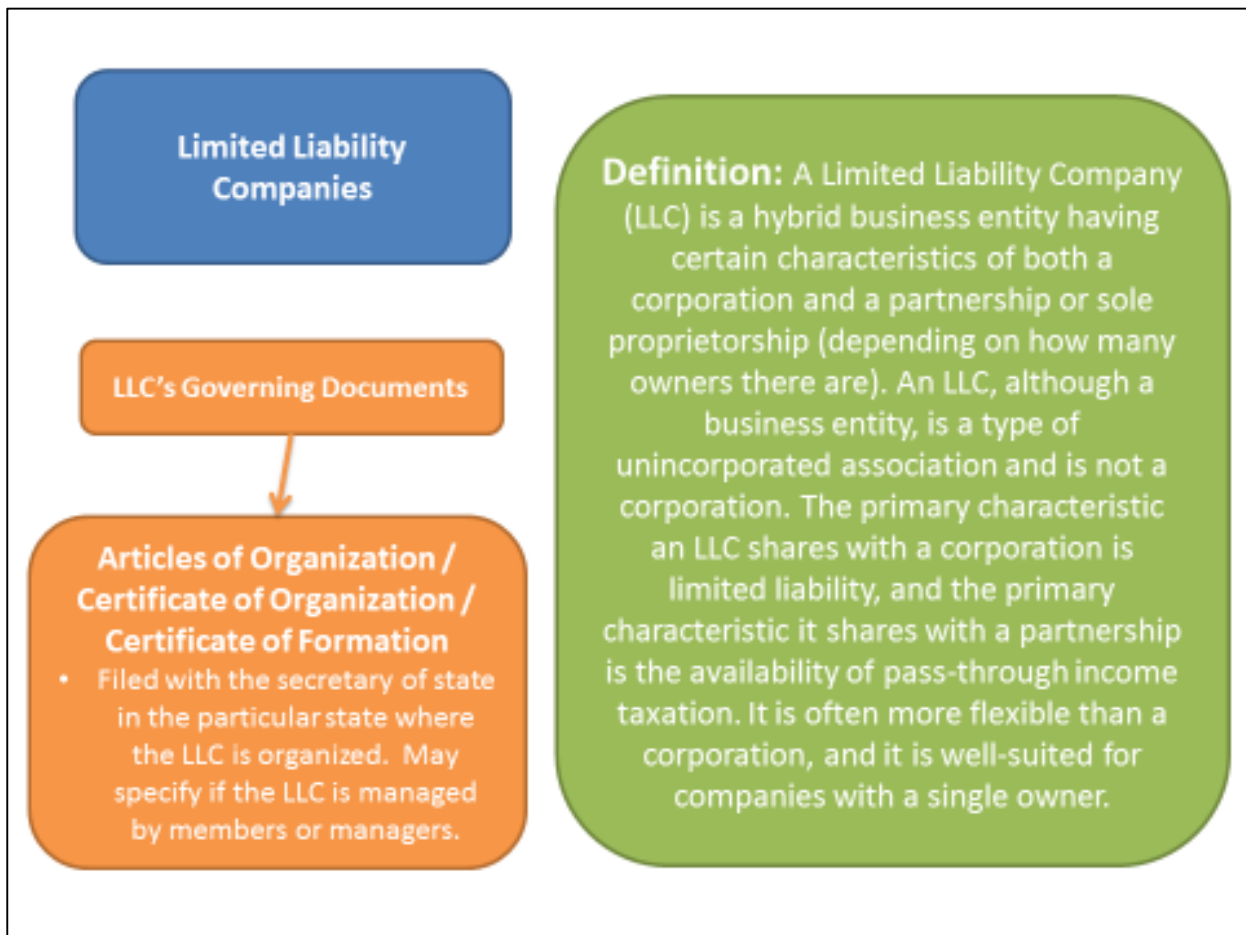 Limited Liability
Companies
LLC’s Governing Documents
Articles of Organization /
Certificate of Organization /
Certificate of Formation
• Filed with the secretary of state
in the particular state where
the LLC is organized.  May
specify if the LLC is managed
by members or managers.
Definition: A Limited Liability Company
(LLC) is a hybrid business entity having
certain characteristics of both a
corporation and a partnership or sole
proprietorship (depending on how many
owners there are). An LLC, although a
business entity, is a type of
unincorporated association and is not a
corporation. The primary characteristic
an LLC shares with a corporation is
limited liability, and the primary
characteristic it shares with a partnership
is the availability of pass-through income
taxation. It is often more flexible than a
corporation, and it is well-suited for
companies with a single owner.